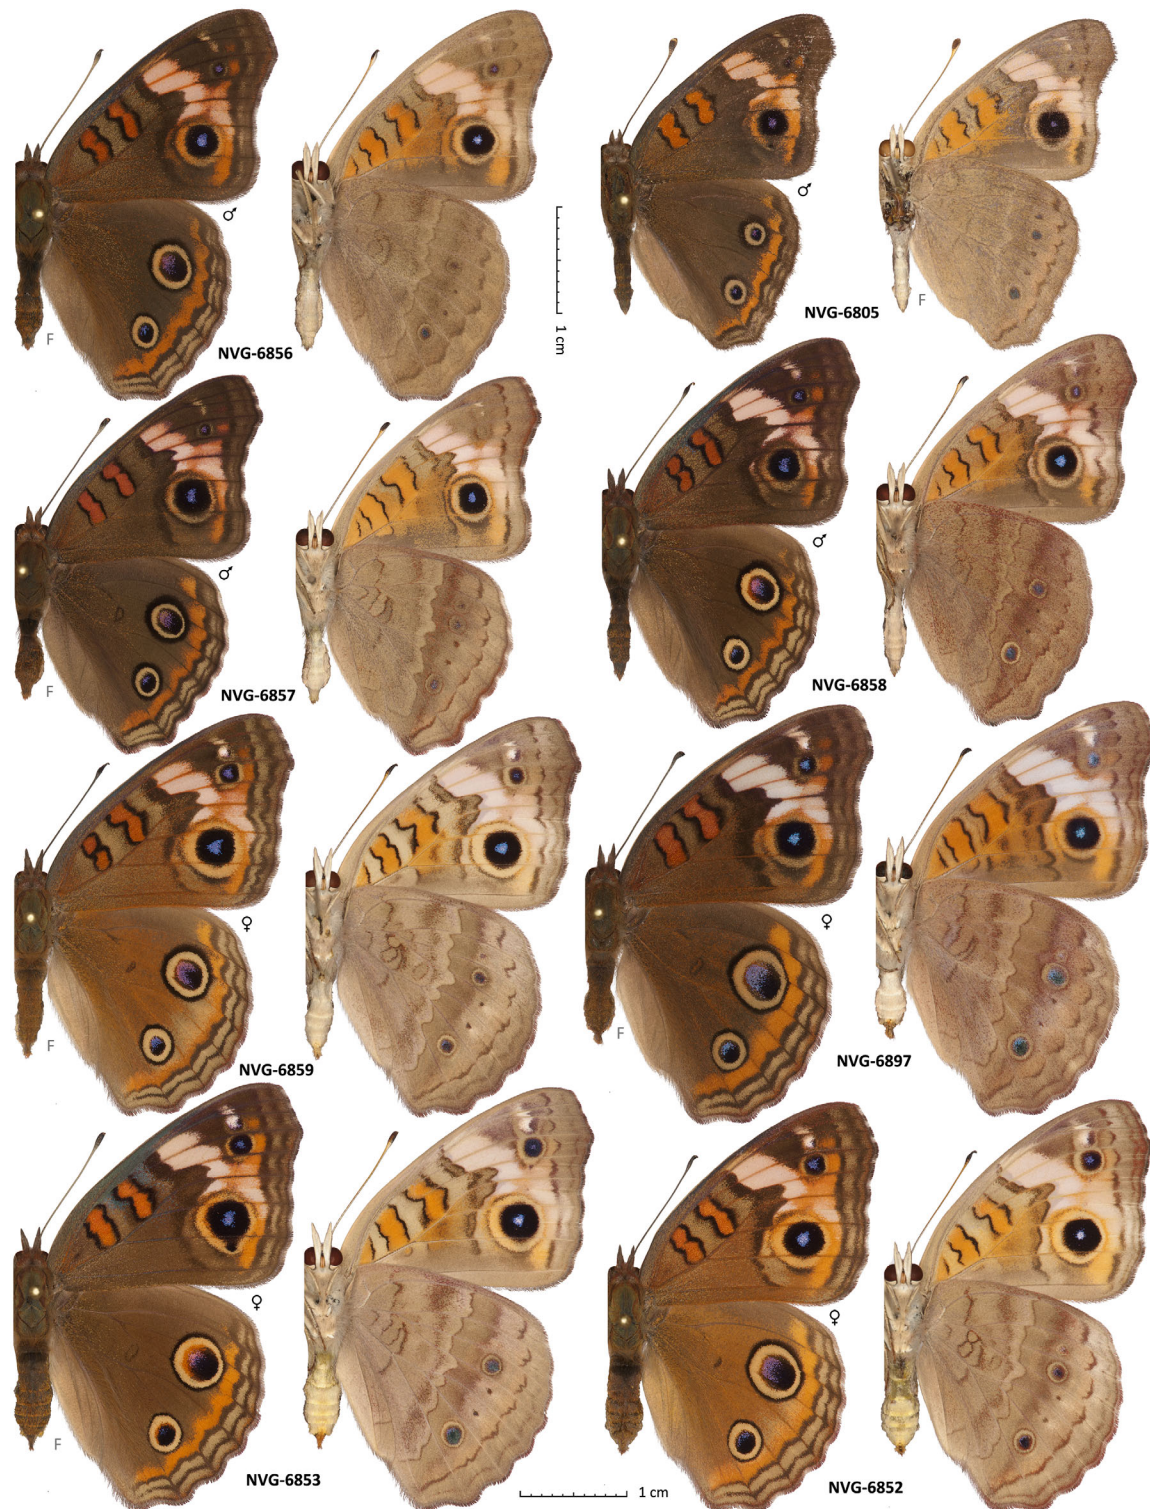 ♂
♂
F
NVG-6856
1 cm
NVG-6805
F
♂
♂
F
NVG-6857
NVG-6858
♀
♀
F
F
NVG-6859
NVG-6897
♀
♀
F
NVG-6853
1 cm
NVG-6852